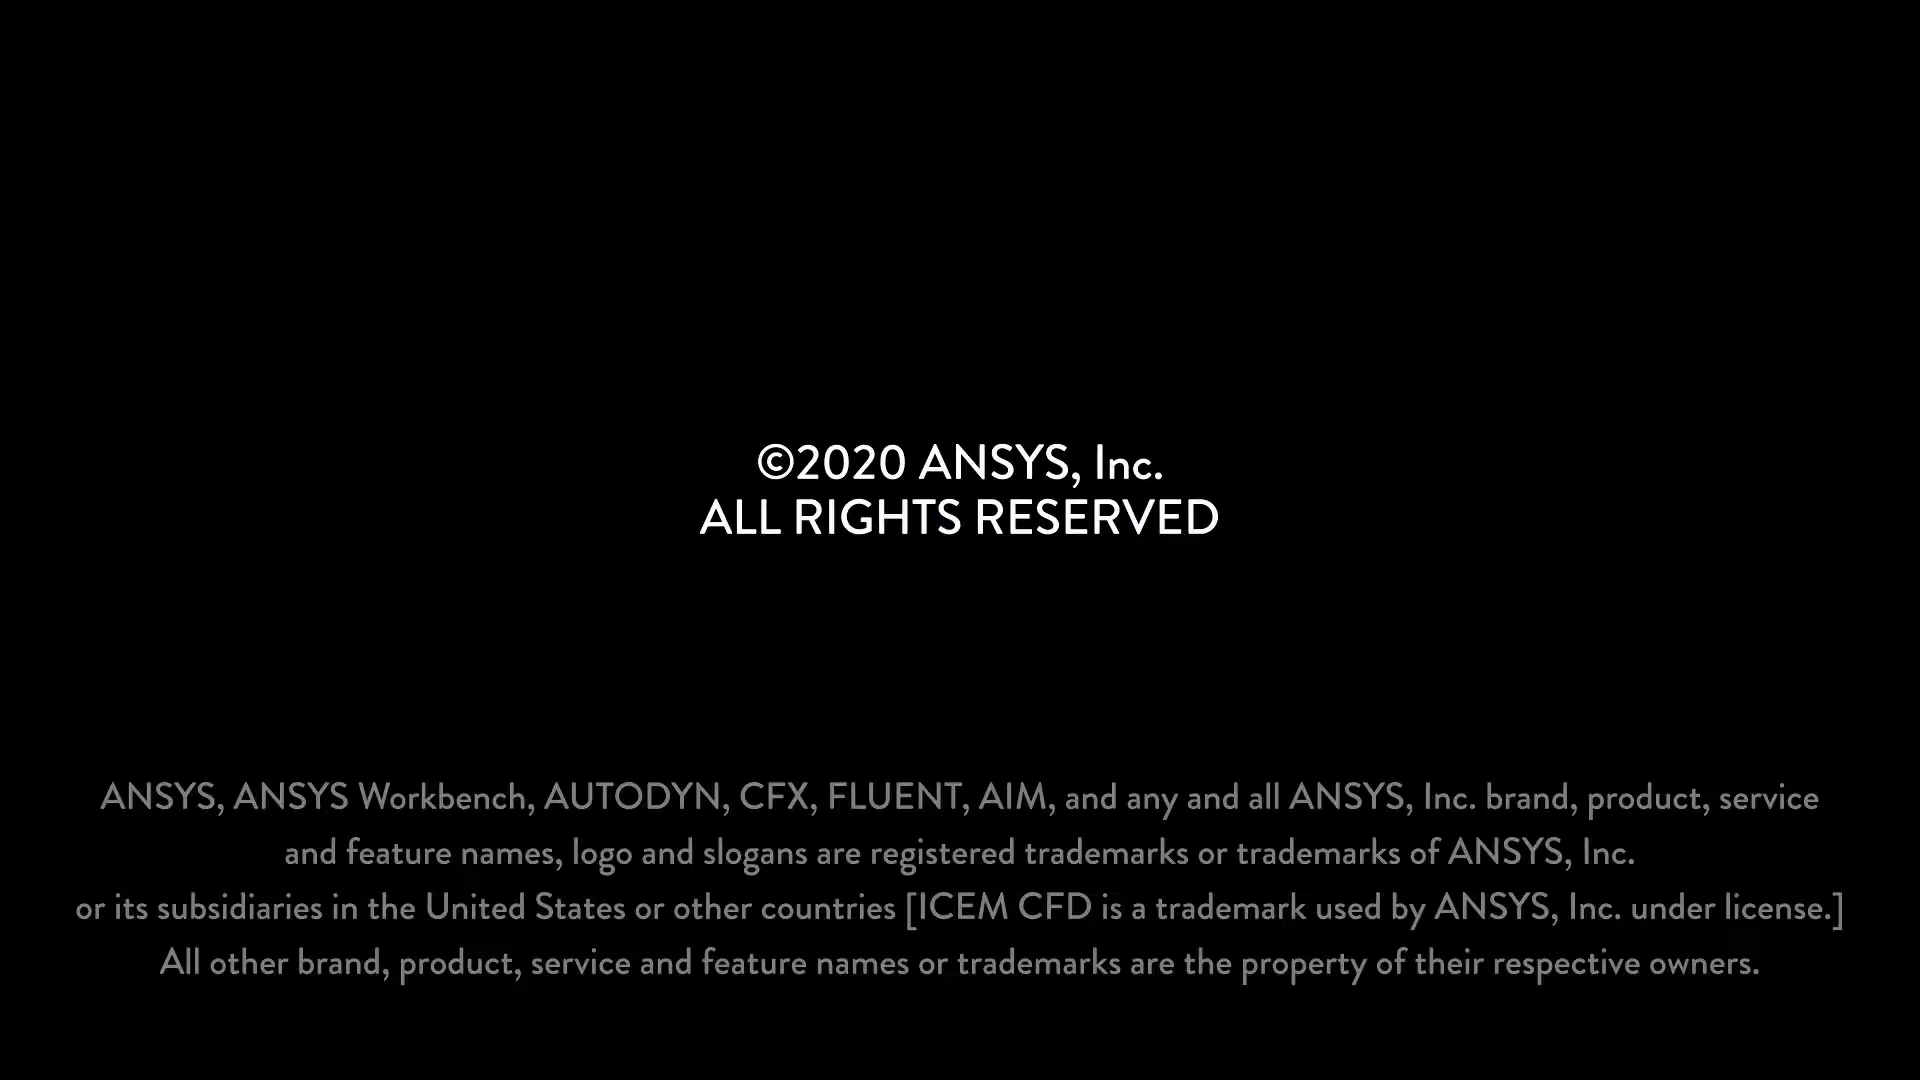 ©2020 ANSYS, Inc.
ALL RIGHTS RESERVED
ANSYS, ANSYS Workbench, AUTODYN, CFX, FLUENT, AIM, and any and all ANSYS, Inc. brand, product, service
and feature names, logo and slogans are registered trademarks or trademarks of ANSYS, Inc.
or its subsidiaries in the United States or other countries [ICEM CFD is a trademark used by ANSYS, Inc. under license.]
All other brand, product, service and feature names or trademarks are the property of their respective owners.